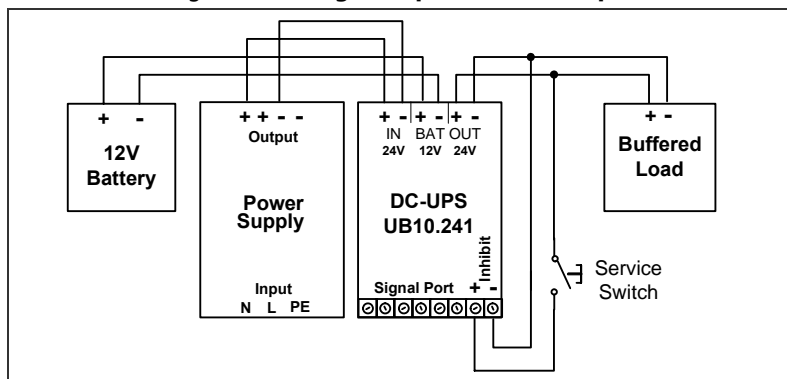 + -
12V
Battery
+ + - -
Output
Power
Supply
Input
N L PE
+ - + - + -
IN BAT OUT
24V 12V 24V
DC-UPS
UB10.241
Inhibit
Signal Port + -
+ -
Buffered
Load
Service
Switch